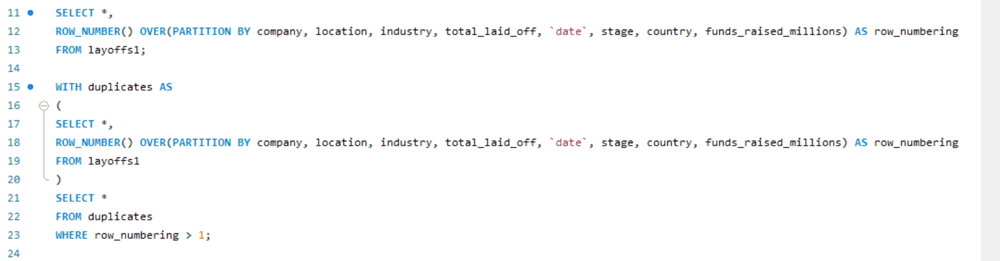 11 SELECT *,
12 ROW_NUMBER() OVER(PARTITION BY company, location, industry, total_laid_off, `date`, stage, country, funds_raised_millions) AS row_numbering
13 FROM layoffs1;
14
15 WITH duplicates AS
16 (
17 SELECT *,
18 ROW_NUMBER() OVER(PARTITION BY company, location, industry, total_laid_off, `date`, stage, country, funds_raised_millions) AS row_numbering
19 FROM layoffs1
20 )
21 SELECT *
22 FROM duplicates
23 WHERE row_numbering > 1;
24